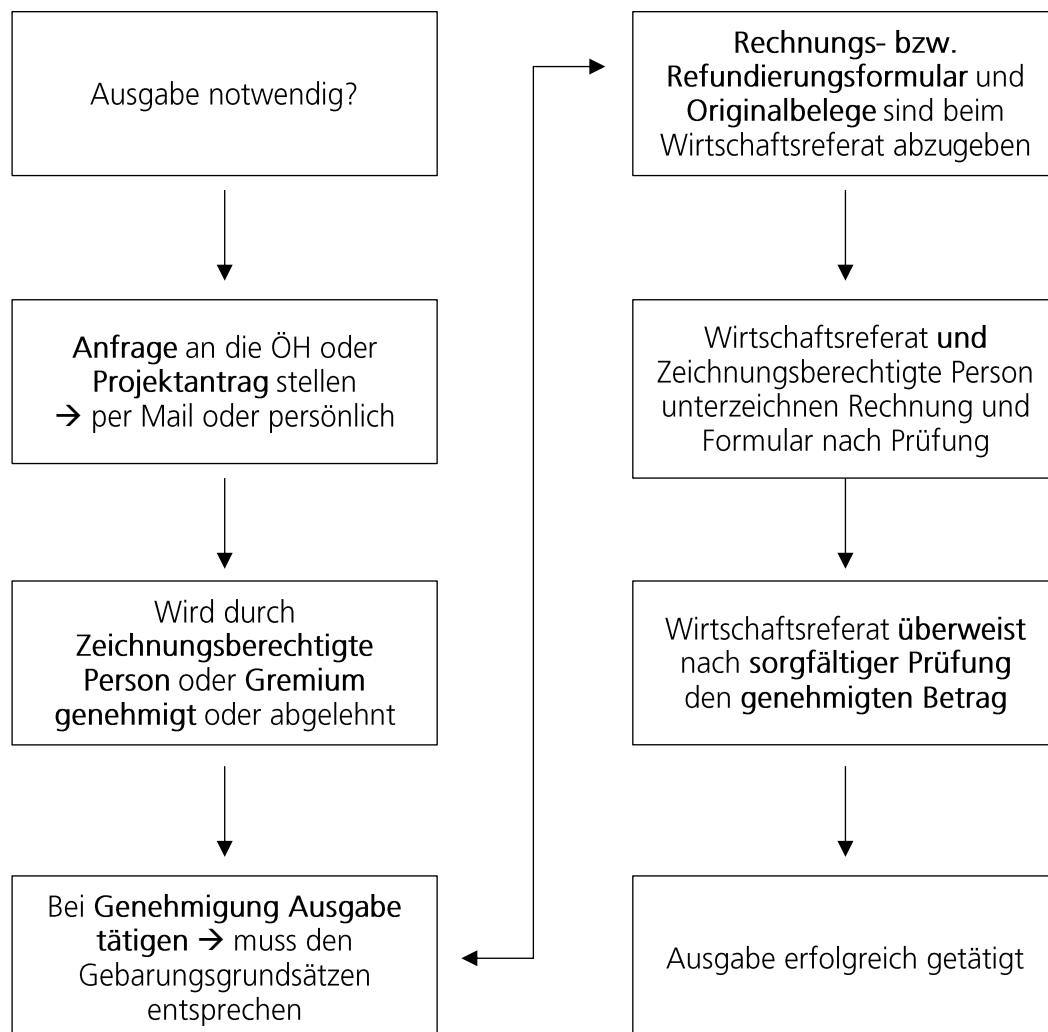 Ausgabe notwendig?
Anfrage an die ÖH oder
Projektantrag stellen
→ per Mail oder persönlich
Wird durch
Zeichnungsberechtigte
Person oder Gremium
genehmigt oder abgelehnt
Bei Genehmigung Ausgabe
tätigen → muss den
Gebarungsgrundsätzen
entsprechen
Rechnungs- bzw.
Refundierungsformular und
Originalbelege sind beim
Wirtschaftsreferat abzugeben
Wirtschaftsreferat und
Zeichnungsberechtigte Person
unterzeichnen Rechnung und
Formular nach Prüfung
Wirtschaftsreferat überweist
nach sorgfältiger Prüfung
den genehmigten Betrag
Ausgabe erfolgreich getätigt